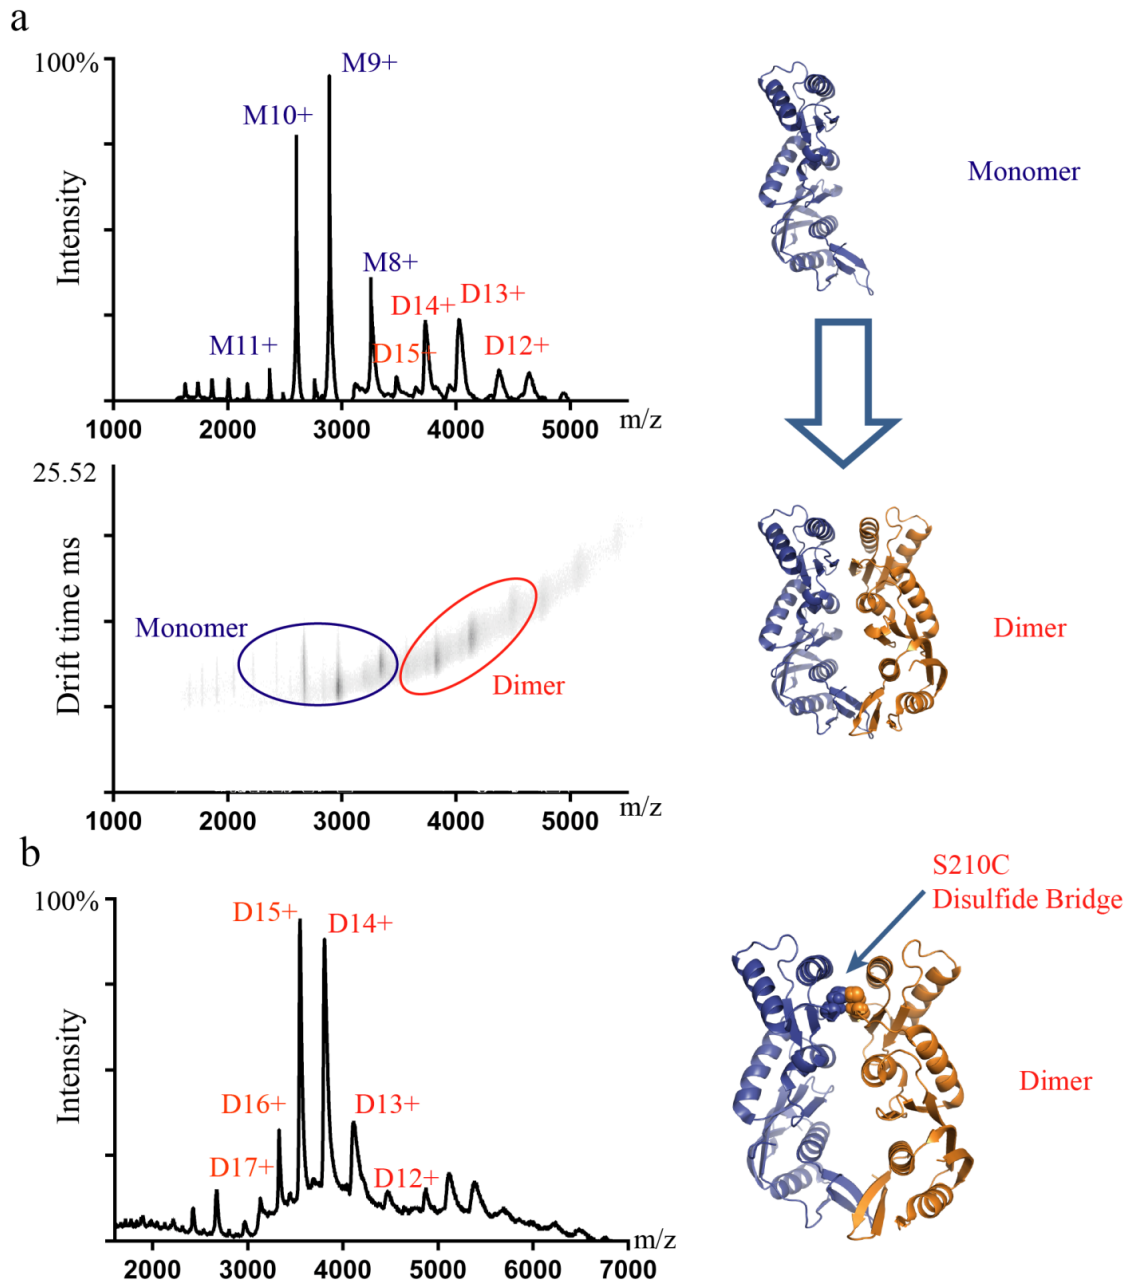 a
100%
M9+
M10+
M8+
D14+
D13+
D15+
D12+
M11+
Intensity
1000 2000 3000 4000 5000 m/z
Monomer
25.52
Drift time ms
Monomer
Dimer
1000 2000 3000 4000 5000 m/z
Dimer
b
100%
D15+
D14+
D16+
D13+
D17+
D12+
Intensity
2000 3000 4000 5000 6000 7000 m/z
S210C
Disulfide Bridge
Dimer